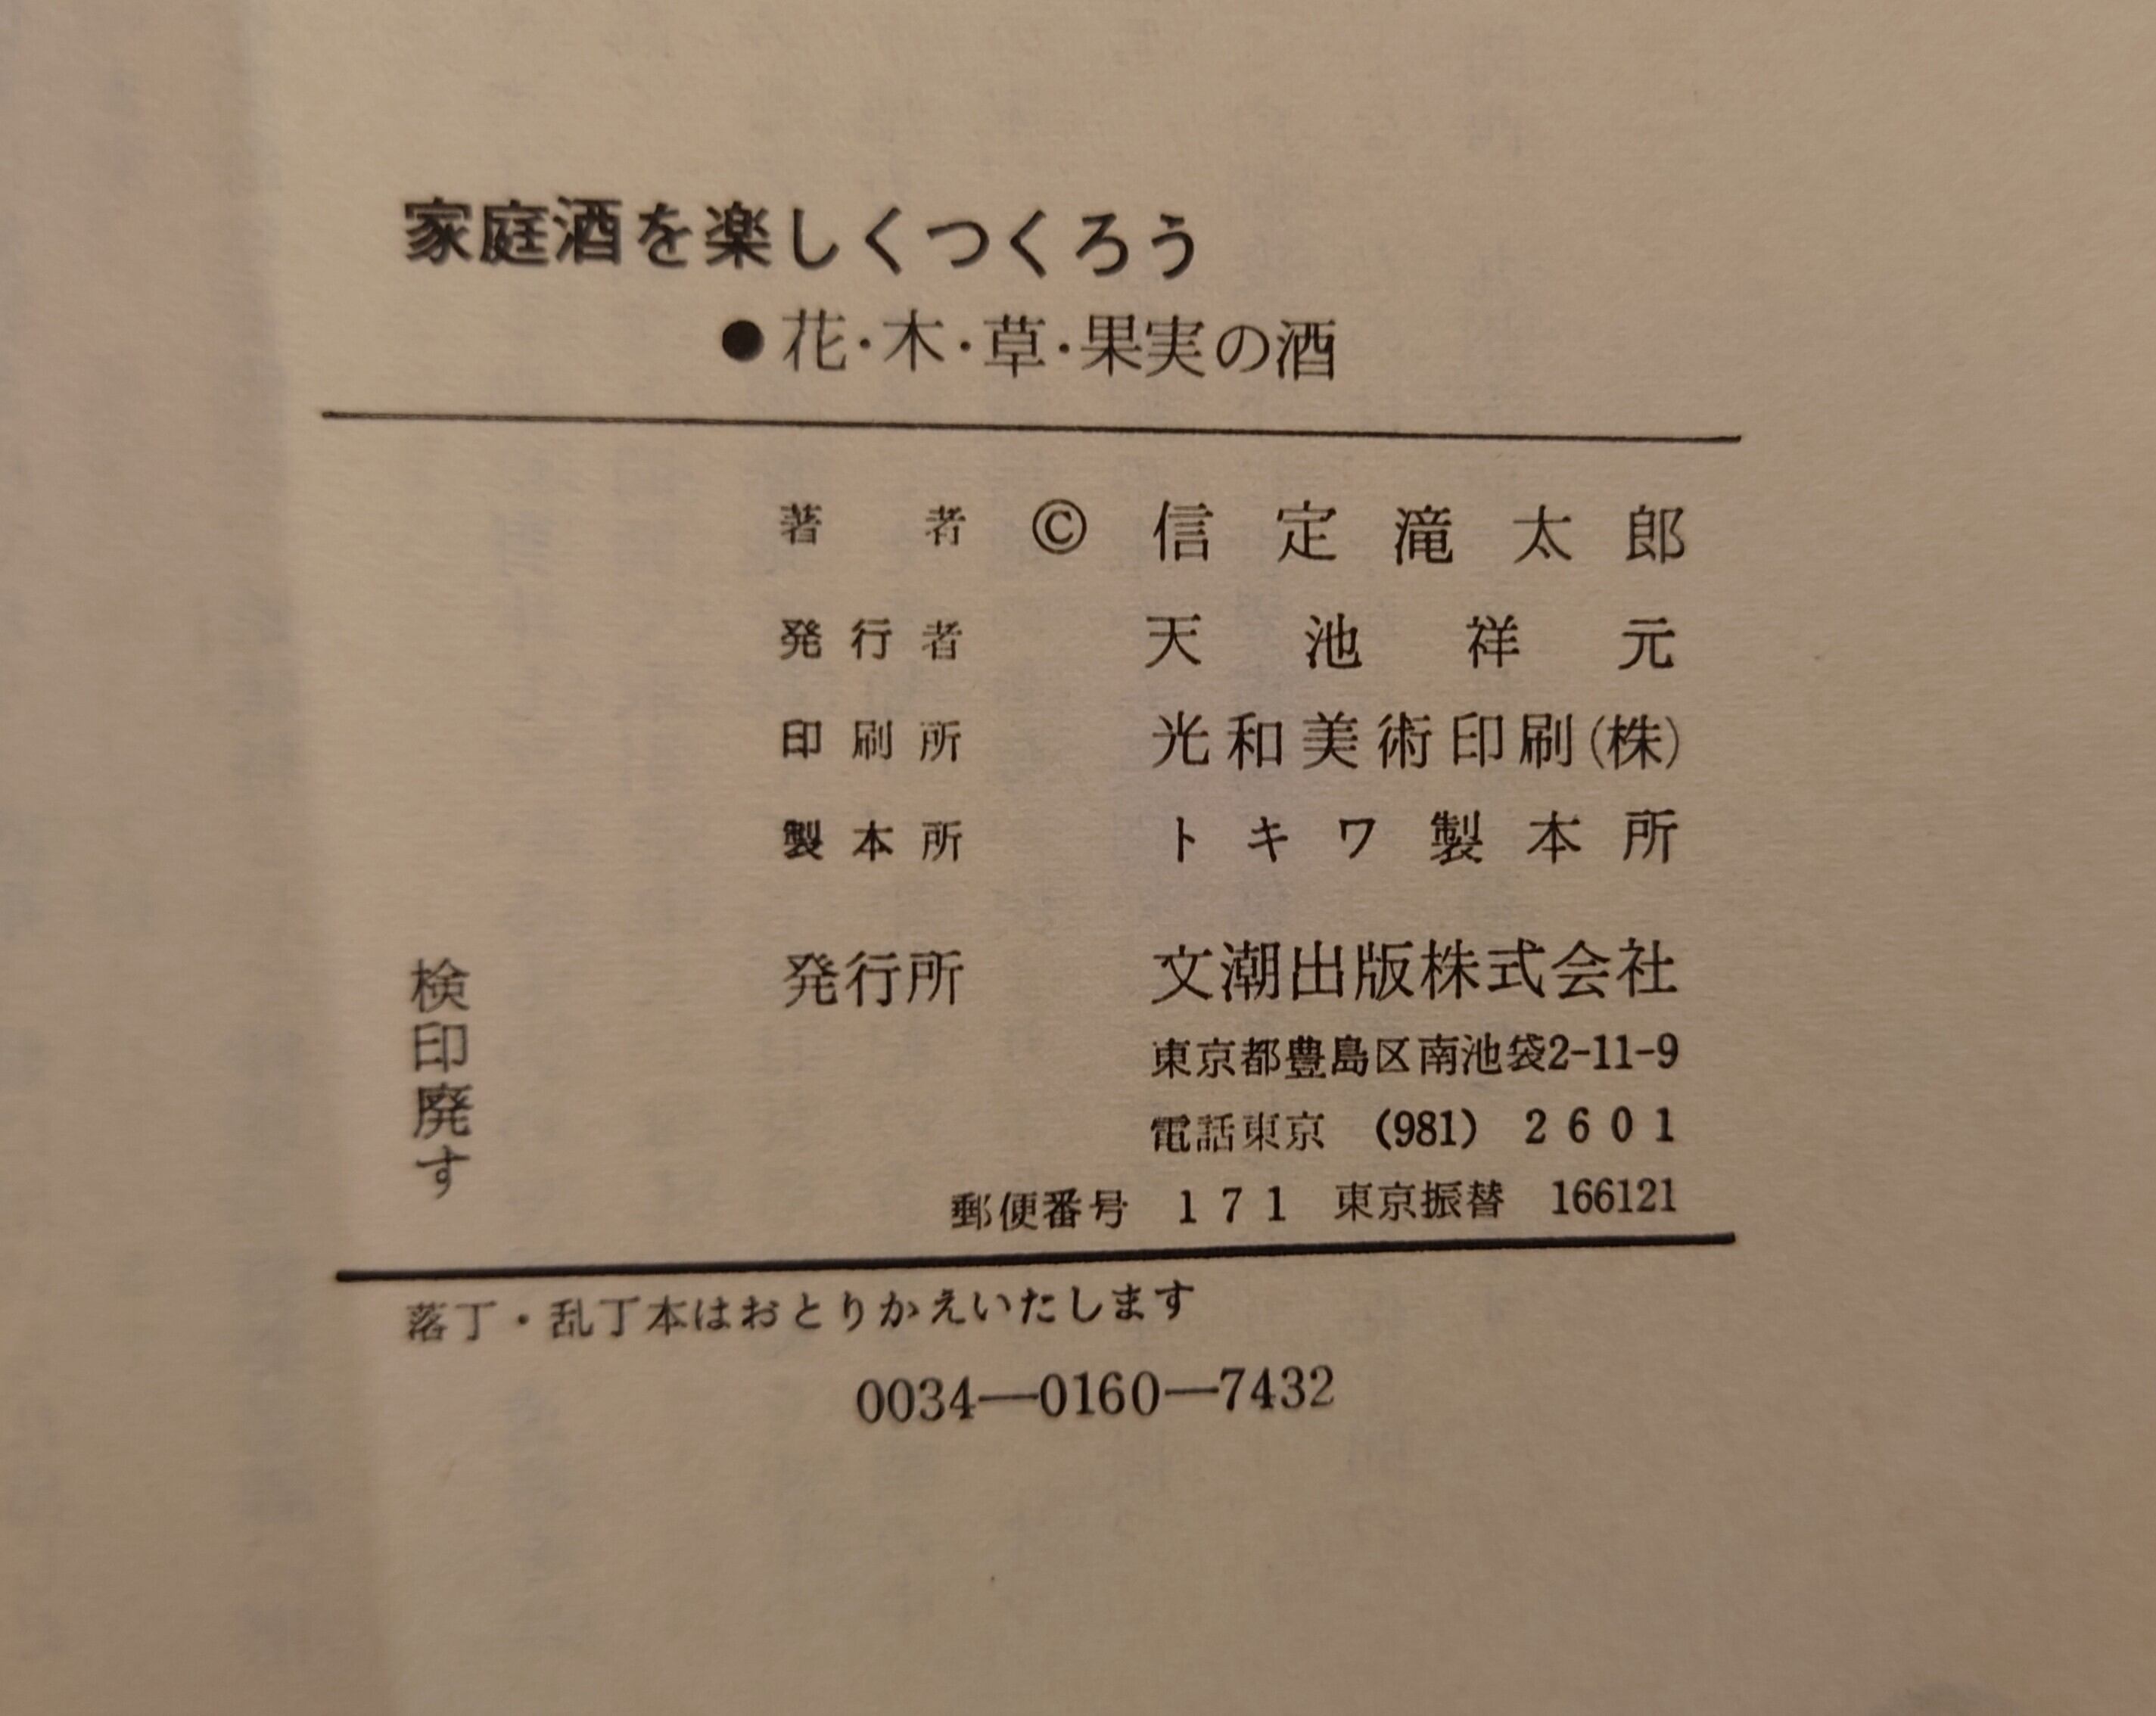 家庭酒を楽しくつくろう
●花・木・草・果実の酒
著者 © 信定滝太郎
発行者 天池祥元
印刷所 光和美術印刷(株)
製本所 トキワ製本所
発行所 文潮出版株式会社
東京都豊島区南池袋2-11-9
電話東京 (981) 2601
郵便番号 171 東京振替 166121
検印廃す
落丁・乱丁本はおとりかえいたします
0034—0160—7432